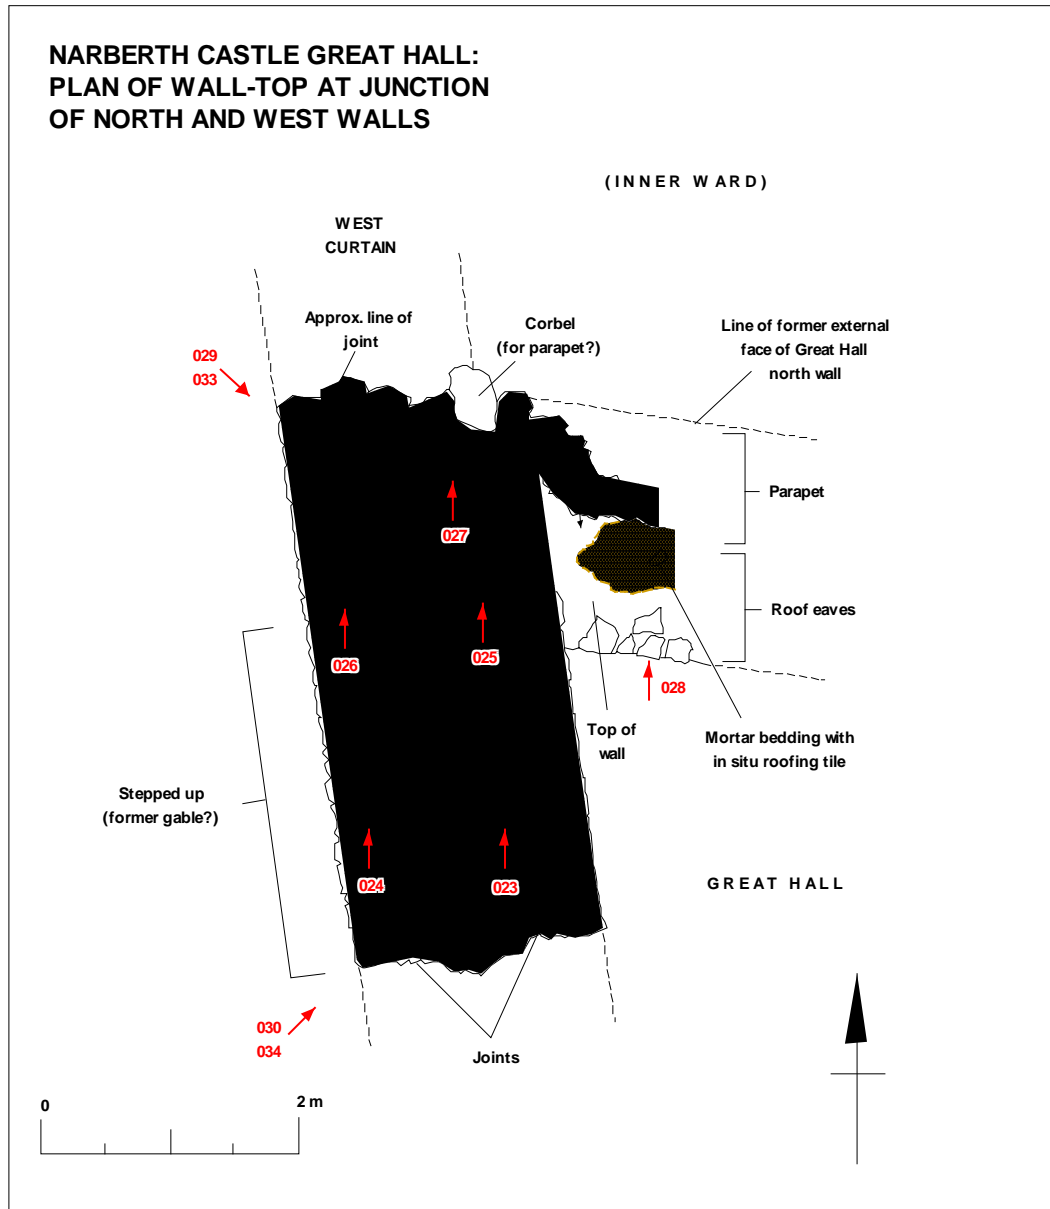 NARBERTH CASTLE GREAT HALL:
PLAN OF WALL-TOP AT JUNCTION
OF NORTH AND WEST WALLS
(INNER WARD)
WEST
CURTAIN
Approx. line of
joint
Corbel
(for parapet?)
Line of former external
face of Great Hall
north wall
029
033
Parapet
027
Roof eaves
026
025
028
Top of
wall
Mortar bedding with
in situ roofing tile
Stepped up
(former gable?)
024
023
GREAT HALL
030
034
Joints
0
2 m